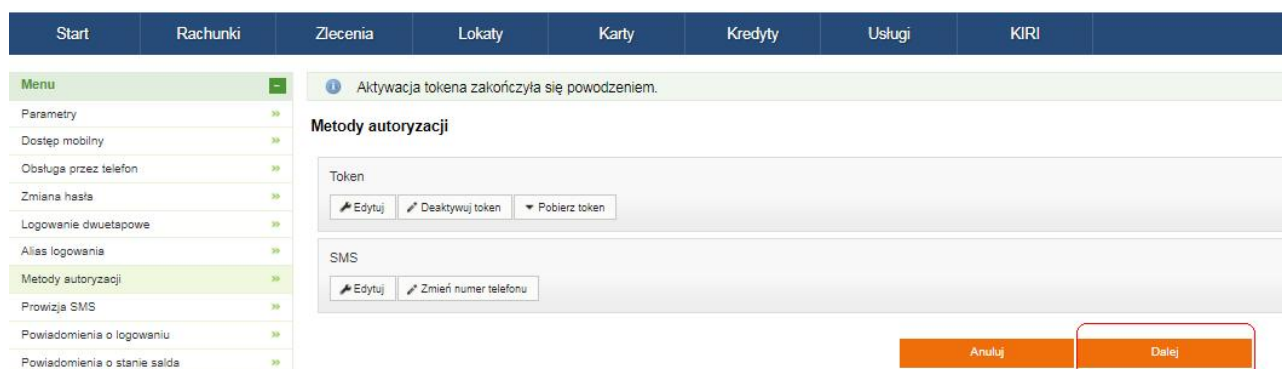 Start Rachunki Zlecenia Lokaty Karty Kredyty Usługi KIRI
Menu
Parametry
Dostęp mobilny
Obsługa przez telefon
Zmiana hasła
Logowanie dwuetapowe
Alias logowania
Metody autoryzacji
Prowizja SMS
Powiadomienia o logowaniu
Powiadomienia o stanie salda
Aktywacja tokena zakończyła się powodzeniem.
Metody autoryzacji
Token
Edytuj Deaktywuj token Pobierz token
SMS
Edytuj Zmień numer telefonu
Anuluj Dalej